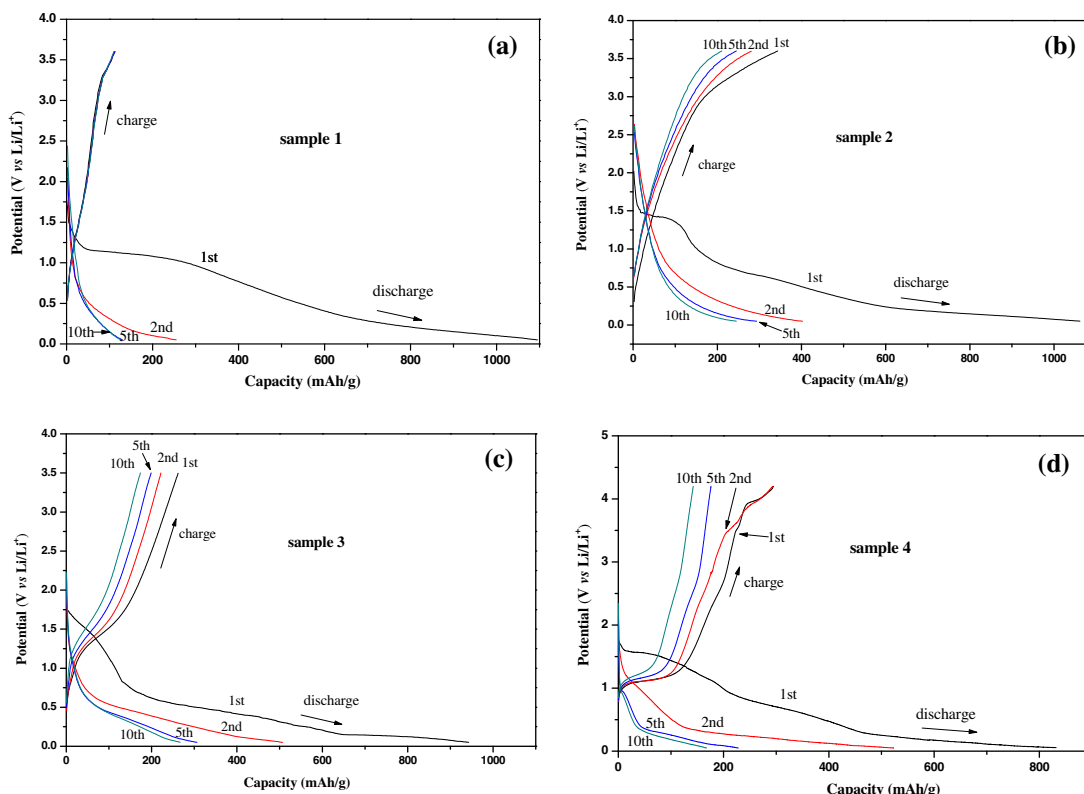 (a)
4.0
3.5
3.0
2.5
2.0
1.5
1.0
0.5
0.0
Potential (V vs Li/Li+)
charge
sample 1
1st
discharge
10th
5th
2nd
0 200 400 600 800 1000
Capacity (mAh/g)
(b)
4.0
3.5
3.0
2.5
2.0
1.5
1.0
0.5
0.0
Potential (V vs Li/Li+)
10th 5th 2nd 1st
charge
sample 2
1st
discharge
2nd
10th
5th
0 200 400 600 800 1000
Capacity (mAh/g)
(c)
4.0
3.5
3.0
2.5
2.0
1.5
1.0
0.5
0.0
Potential (V vs Li/Li+)
5th
10th 2nd 1st
charge
sample 3
1st
discharge
2nd
5th
10th
0 200 400 600 800 1000
Capacity (mAh/g)
(d)
5
4
3
2
1
0
Potential (V vs Li/Li+)
10th 5th 2nd
1st
charge
sample 4
1st
discharge
2nd
5th
10th
0 200 400 600 800
Capacity (mAh/g)